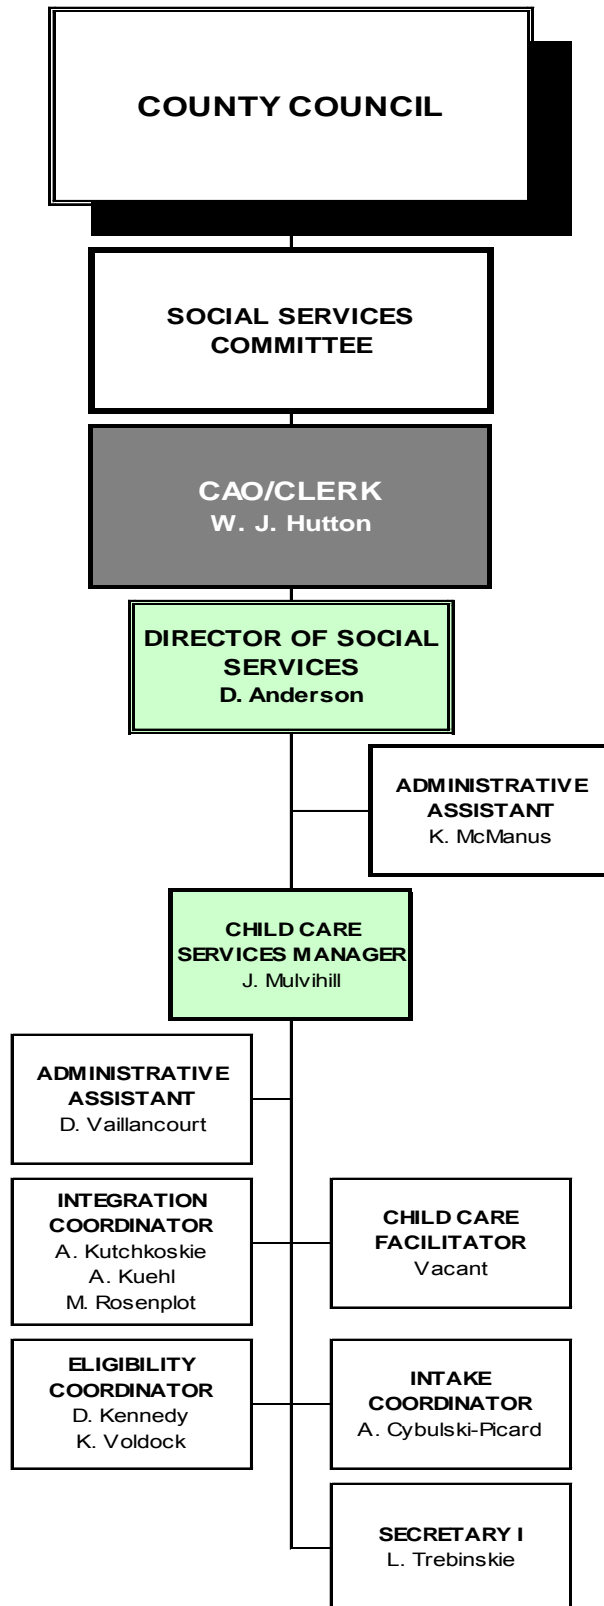 COUNTY COUNCIL
SOCIAL SERVICES
COMMITTEE
CAO/CLERK
W. J. Hutton
DIRECTOR OF SOCIAL
SERVICES
D. Anderson
ADMINISTRATIVE
ASSISTANT
K. McManus
CHILD CARE
SERVICES MANAGER
J. Mulvihill
ADMINISTRATIVE
ASSISTANT
D. Vaillancourt
INTEGRATION
COORDINATOR
A. Kutchkoskie
A. Kuehl
M. Rosenplot
CHILD CARE
FACILITATOR
Vacant
ELIGIBILITY
COORDINATOR
D. Kennedy
K. Voldock
INTAKE
COORDINATOR
A. Cybulski-Picard
SECRETARY I
L. Trebinskie